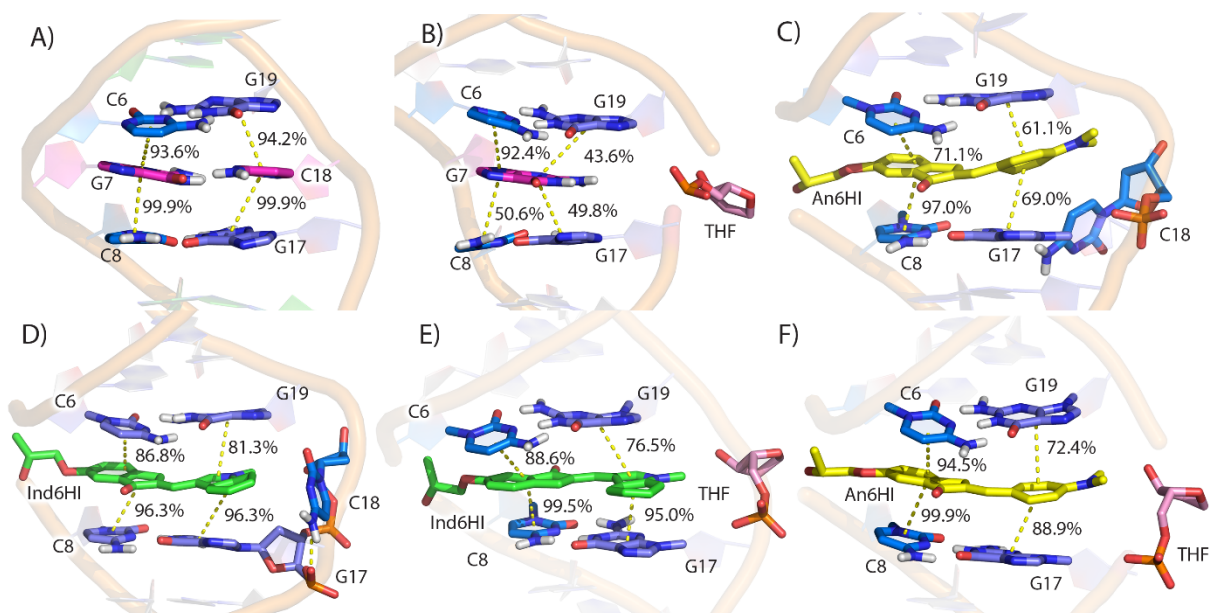 A)
G19
C6
94.2%
93.6%
G7
C18
99.9%
99.9%
C8
G17
B)
C6
G19
92.4%
43.6%
G7
50.6%
49.8%
THF
C8
G17
C)
G19
C6
61.1%
71.1%
An6HI
97.0%
69.0%
C8
G17
C18
D)
C6
G19
86.8%
81.3%
Ind6HI
96.3%
96.3%
C18
C8
G17
E)
G19
C6
76.5%
88.6%
THF
Ind6HI
99.5%
95.0%
C8
G17
F)
G19
C6
72.4%
94.5%
An6HI
99.9%
88.9%
C8
THF
G17